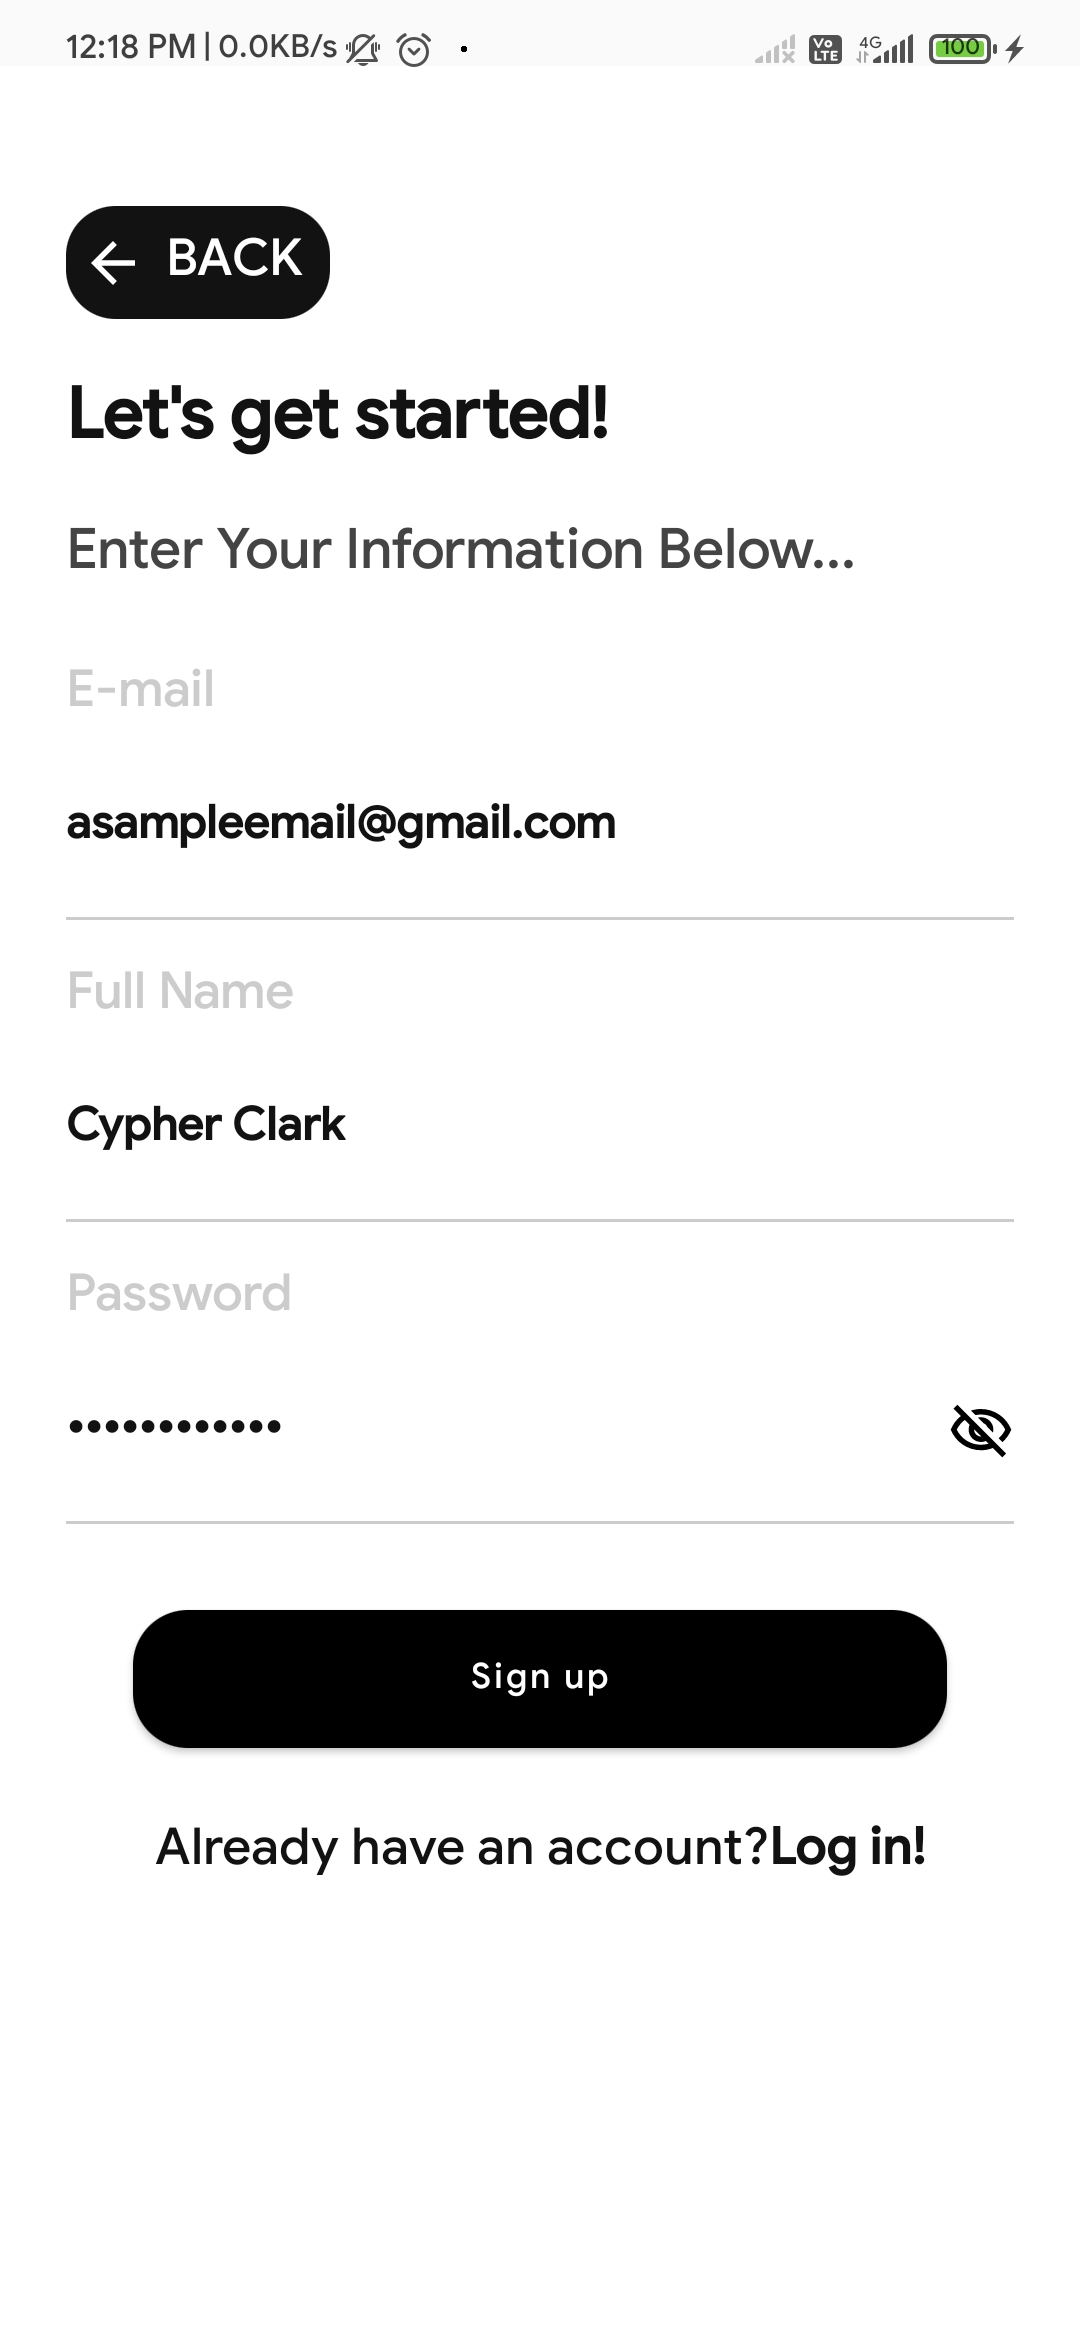 12:18 PM | 0.0KB/s
Vo LTE 4G 100
BACK
Let's get started!
Enter Your Information Below...
E-mail
asampleemail@gmail.com
Full Name
Cypher Clark
Password
••••••••••••
Sign up
Already have an account?Log in!